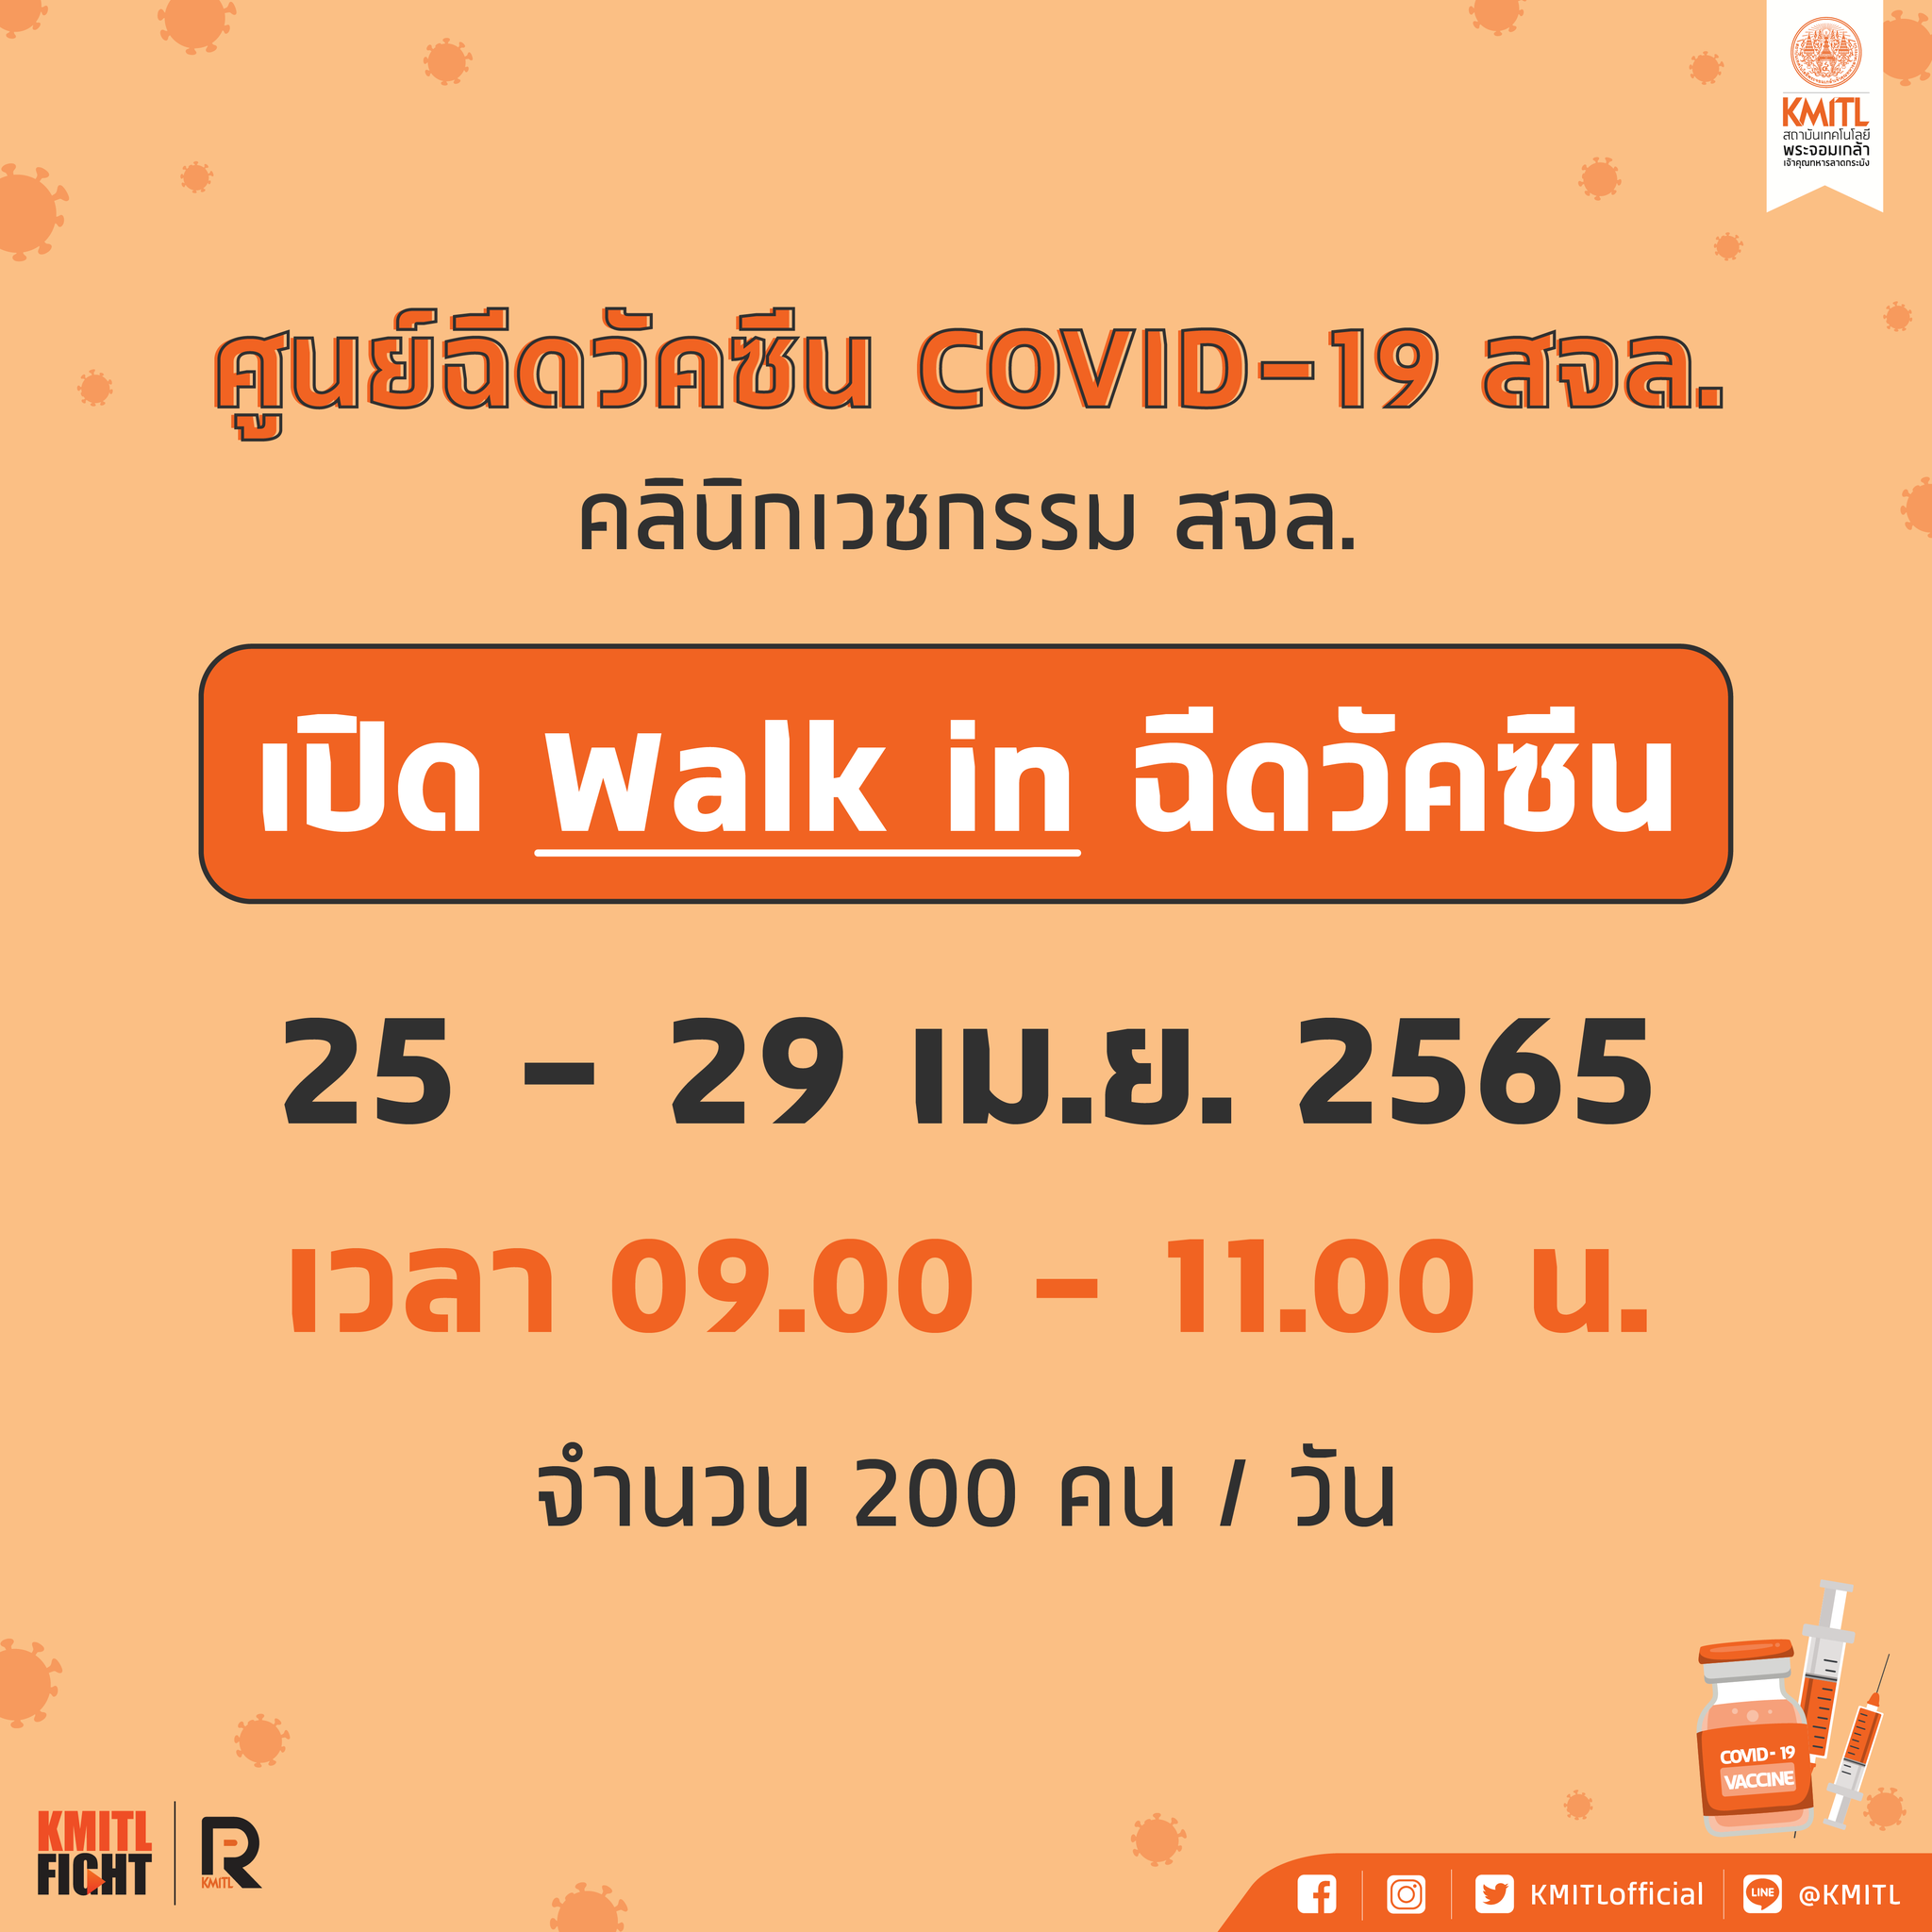 KMITL
สถาบันเทคโนโลยี
พระจอมเกล้า
เจ้าคุณทหารลาดกระบัง
ศูนย์ฉีดวัคซีน COVID-19 สจล.
คลินิกเวชกรรม สจล.
เปิด Walk in ฉีดวัคซีน
25 - 29 เม.ย. 2565
เวลา 09.00 - 11.00 น.
จำนวน 200 คน / วัน
COVID-19
VACCINE
KMITL
FIGHT
R
KMITL
KMITLofficial
LINE
@KMITL